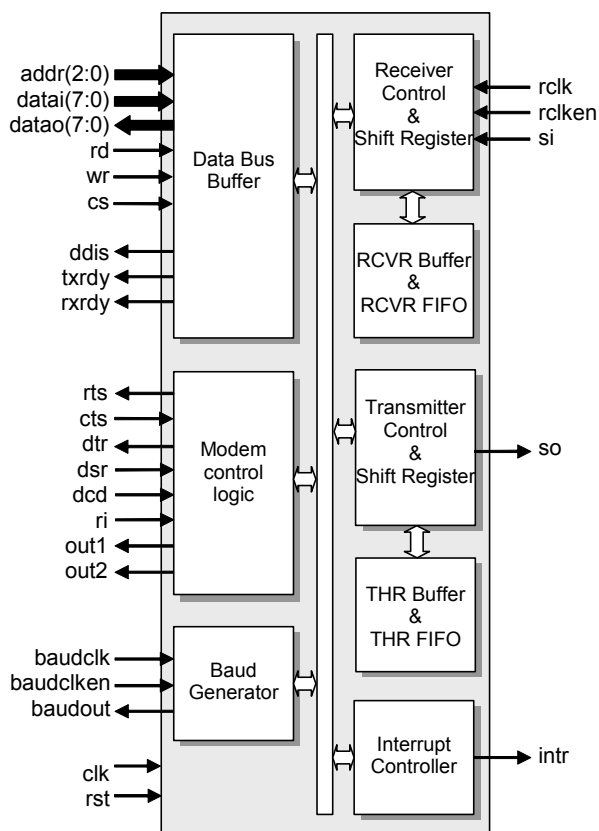 addr(2:0)
datai(7:0)
datao(7:0)
rd
wr
cs
ddis
txrdy
rxrdy
Data Bus
Buffer
Receiver
Control
&
Shift Register
rclk
rclken
si
RCVR Buffer
&
RCVR FIFO
rts
cts
dtr
dsr
dcd
ri
out1
out2
Modem
control
logic
Transmitter
Control
&
Shift Register
so
THR Buffer
&
THR FIFO
baudclk
baudclken
baudout
Baud
Generator
clk
rst
Interrupt
Controller
intr